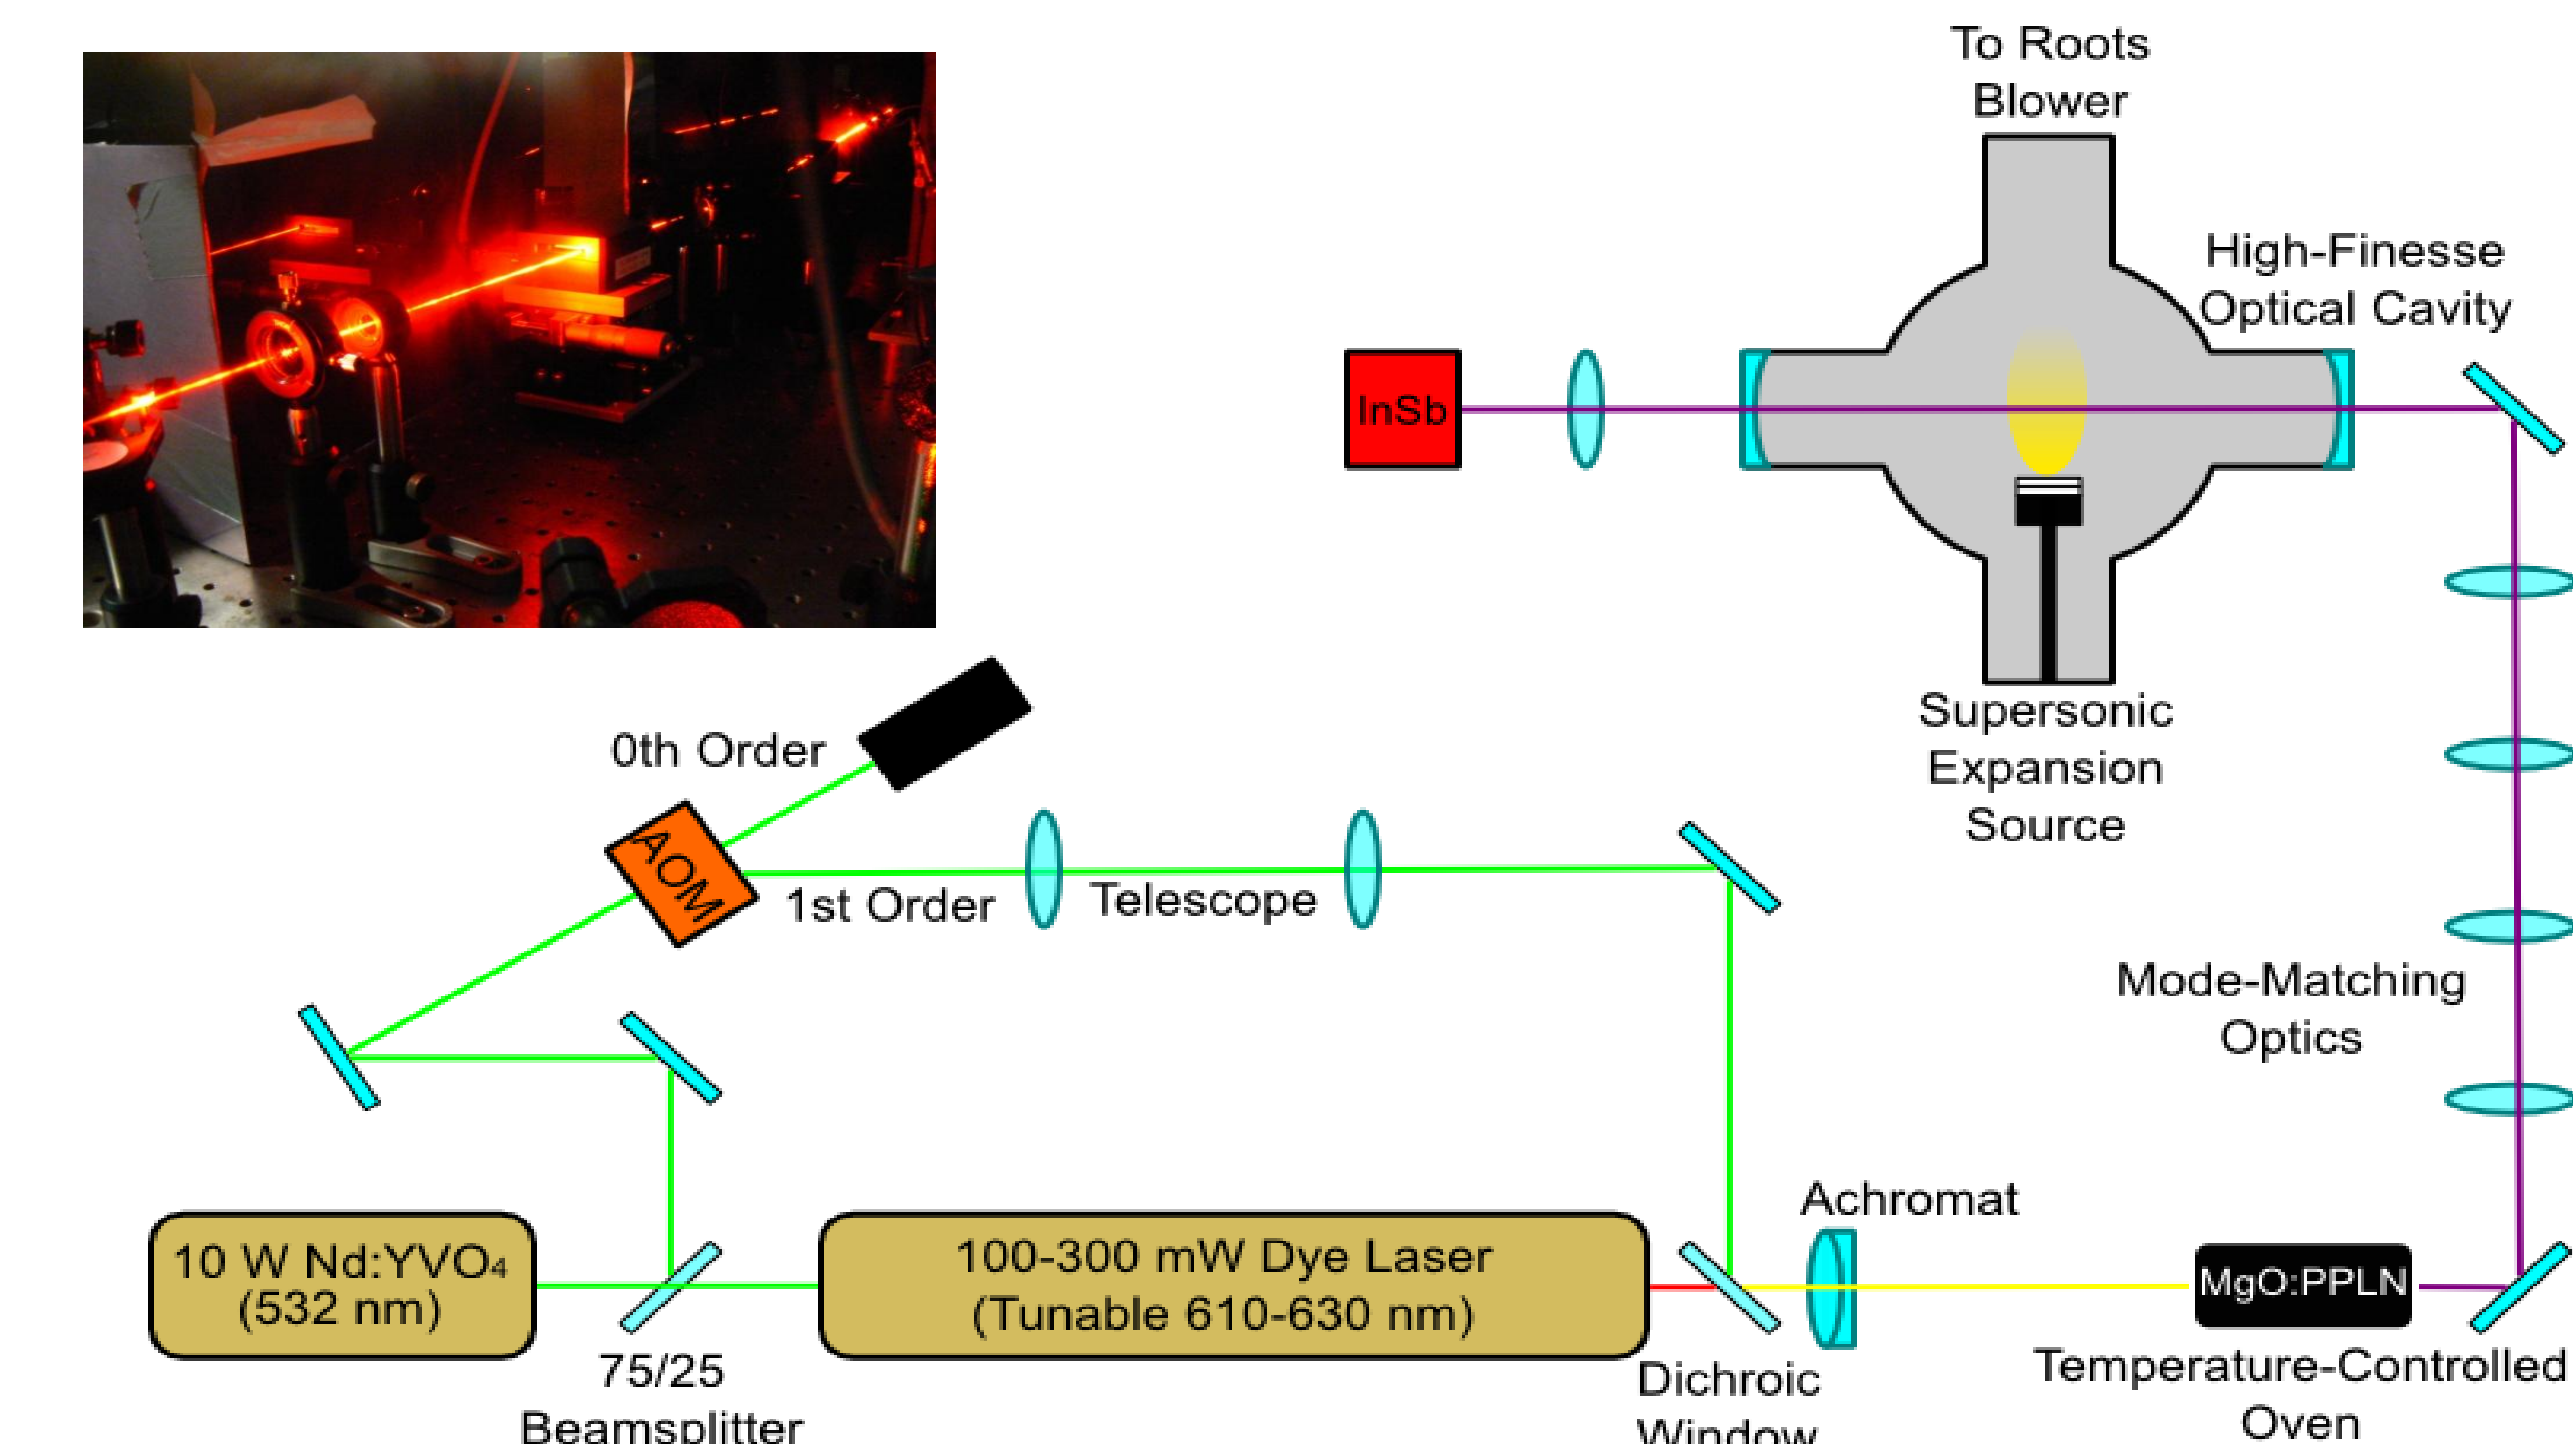 To Roots
Blower
High-Finesse
Optical Cavity
InSb
Supersonic
Expansion
Source
0th Order
AOM
1st Order
Telescope
Mode-Matching
Optics
Achromat
10 W Nd:YVO₄
(532 nm)
100-300 mW Dye Laser
(Tunable 610-630 nm)
MgO:PPLN
75/25
Beamsplitter
Dichroic
Window
Temperature-Controlled
Oven